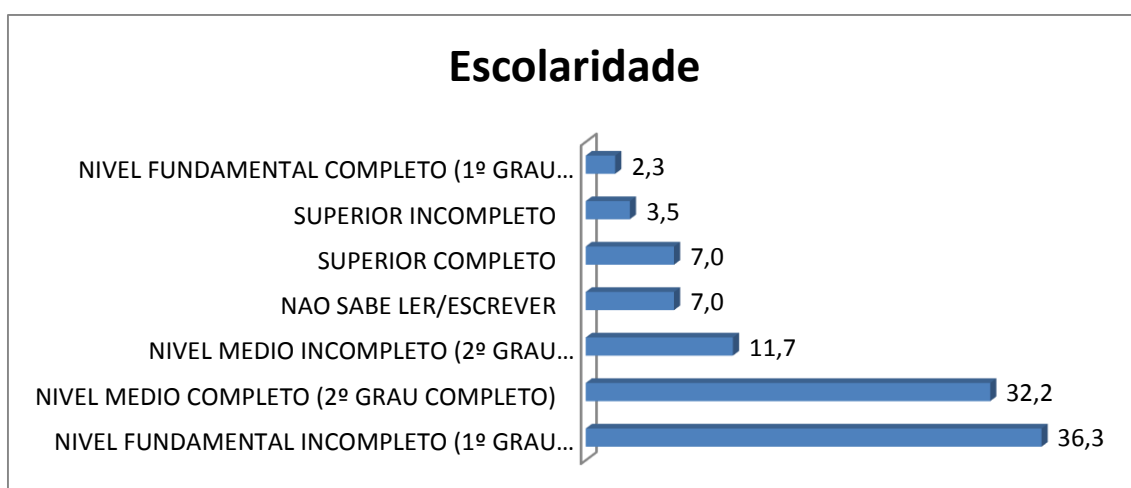 Escolaridade
NIVEL FUNDAMENTAL COMPLETO (1º GRAU... 2,3
SUPERIOR INCOMPLETO 3,5
SUPERIOR COMPLETO 7,0
NAO SABE LER/ESCREVER 7,0
NIVEL MEDIO INCOMPLETO (2º GRAU... 11,7
NIVEL MEDIO COMPLETO (2º GRAU COMPLETO) 32,2
NIVEL FUNDAMENTAL INCOMPLETO (1º GRAU... 36,3